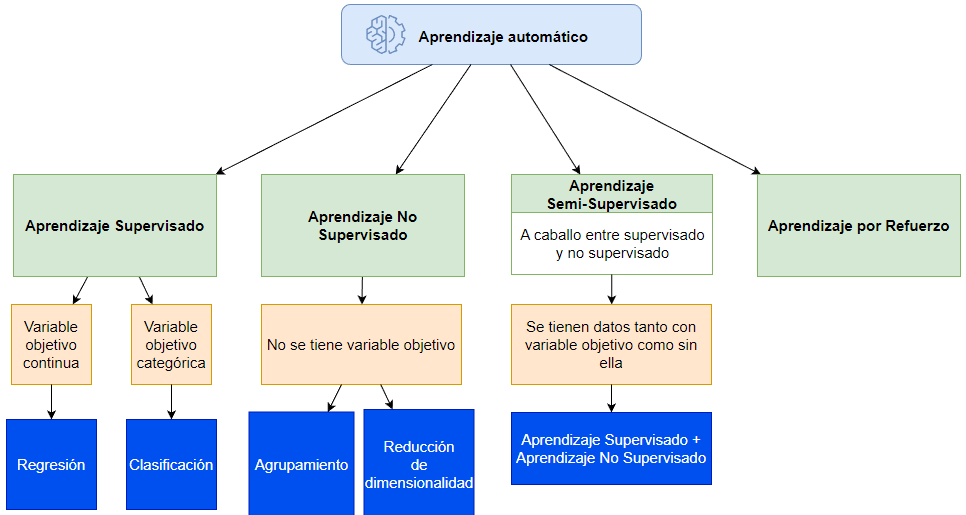 Aprendizaje automático
Aprendizaje Supervisado
Aprendizaje No
Supervisado
Aprendizaje
Semi-Supervisado
A caballo entre supervisado
y no supervisado
Aprendizaje por Refuerzo
Variable
objetivo
continua
Variable
objetivo
categórica
No se tiene variable objetivo
Se tienen datos tanto con
variable objetivo como sin
ella
Regresión
Clasificación
Agrupamiento
Reducción
de
dimensionalidad
Aprendizaje Supervisado +
Aprendizaje No Supervisado